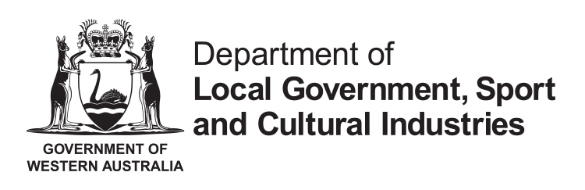 Department of
Local Government, Sport
and Cultural Industries
GOVERNMENT OF
WESTERN AUSTRALIA